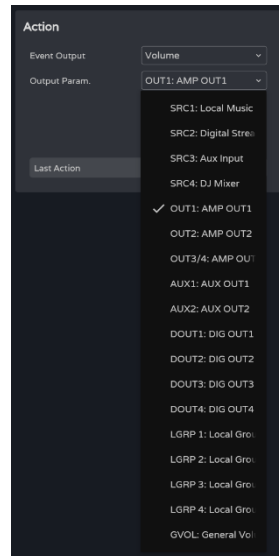 Action
Event Output
Volume
Output Param.
OUT1: AMP OUT1
SRC1: Local Music
SRC2: Digital Strea
SRC3: Aux Input
SRC4: DJ Mixer
Last Action
OUT1: AMP OUT1
OUT2: AMP OUT2
OUT3/4: AMP OUT
AUX1: AUX OUT1
AUX2: AUX OUT2
DOUT1: DIG OUT1
DOUT2: DIG OUT2
DOUT3: DIG OUT3
DOUT4: DIG OUT4
LGRP 1: Local Grou
LGRP 2: Local Grou
LGRP 3: Local Grou
LGRP 4: Local Grou
GVOL: General Vol